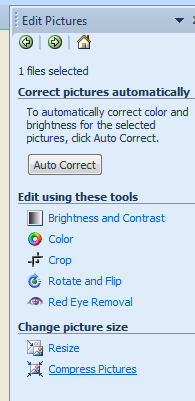 Edit Pictures
1 files selected
Correct pictures automatically
To automatically correct color and
brightness for the selected
pictures, click Auto Correct.
Auto Correct
Edit using these tools
Brightness and Contrast
Color
Crop
Rotate and Flip
Red Eye Removal
Change picture size
Resize
Compress Pictures